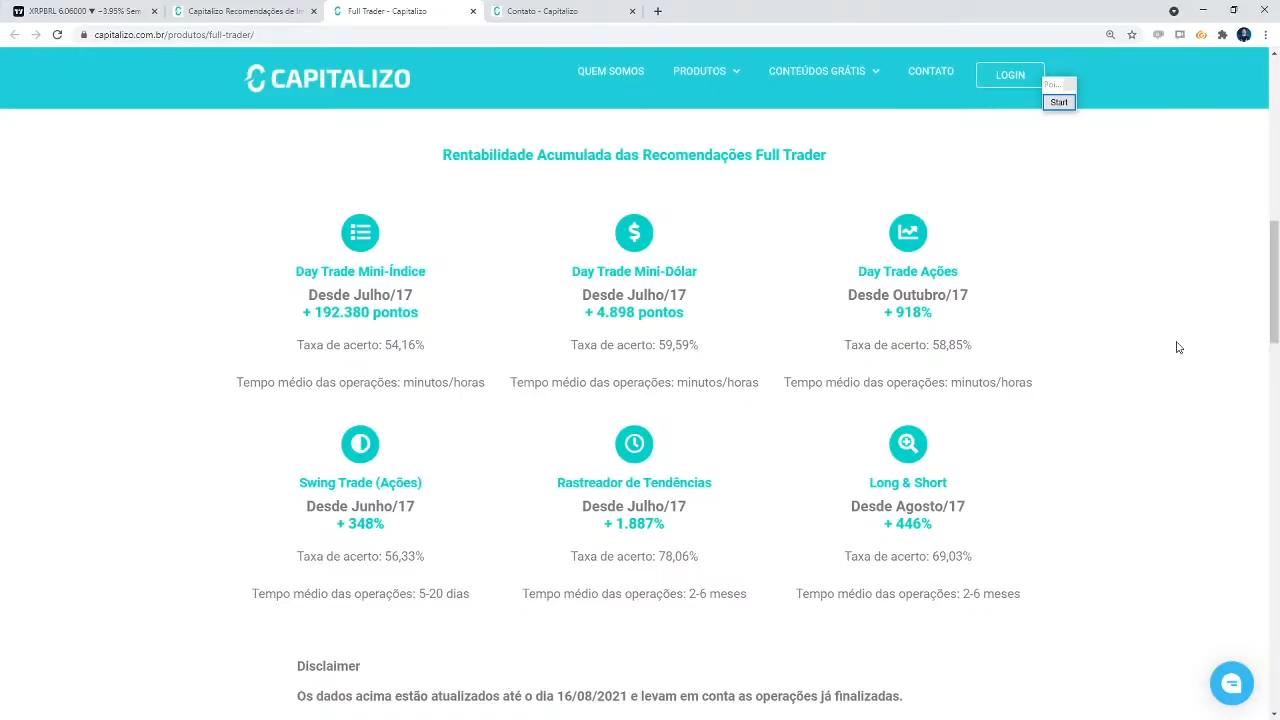 XRPBRL 6.06000 ▼ −3.95% Sem
Capitalizo Recomendações de In
Full Trader - Capitalizo
Contato - Capitalizo
capitalizo.com.br/produtos/full-trader/
CAPITALIZO
QUEM SOMOS
PRODUTOS
CONTEÚDOS GRÁTIS
CONTATO
LOGIN
Poi...
Start
Rentabilidade Acumulada das Recomendações Full Trader
Day Trade Mini-Índice
Desde Julho/17
+ 192.380 pontos
Taxa de acerto: 54,16%
Tempo médio das operações: minutos/horas
Day Trade Mini-Dólar
Desde Julho/17
+ 4.898 pontos
Taxa de acerto: 59,59%
Tempo médio das operações: minutos/horas
Day Trade Ações
Desde Outubro/17
+ 918%
Taxa de acerto: 58,85%
Tempo médio das operações: minutos/horas
Swing Trade (Ações)
Desde Junho/17
+ 348%
Taxa de acerto: 56,33%
Tempo médio das operações: 5-20 dias
Rastreador de Tendências
Desde Julho/17
+ 1.887%
Taxa de acerto: 78,06%
Tempo médio das operações: 2-6 meses
Long & Short
Desde Agosto/17
+ 446%
Taxa de acerto: 69,03%
Tempo médio das operações: 2-6 meses
Disclaimer
Os dados acima estão atualizados até o dia 16/08/2021 e levam em conta as operações já finalizadas.